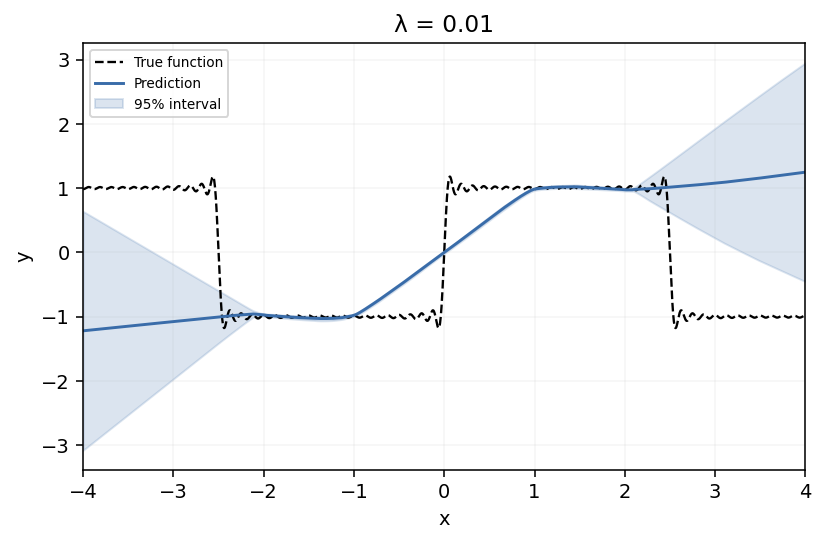 λ = 0.01
True function
Prediction
95% interval
3
2
1
0
−1
−2
−3
y
−4 −3 −2 −1 0 1 2 3 4
x